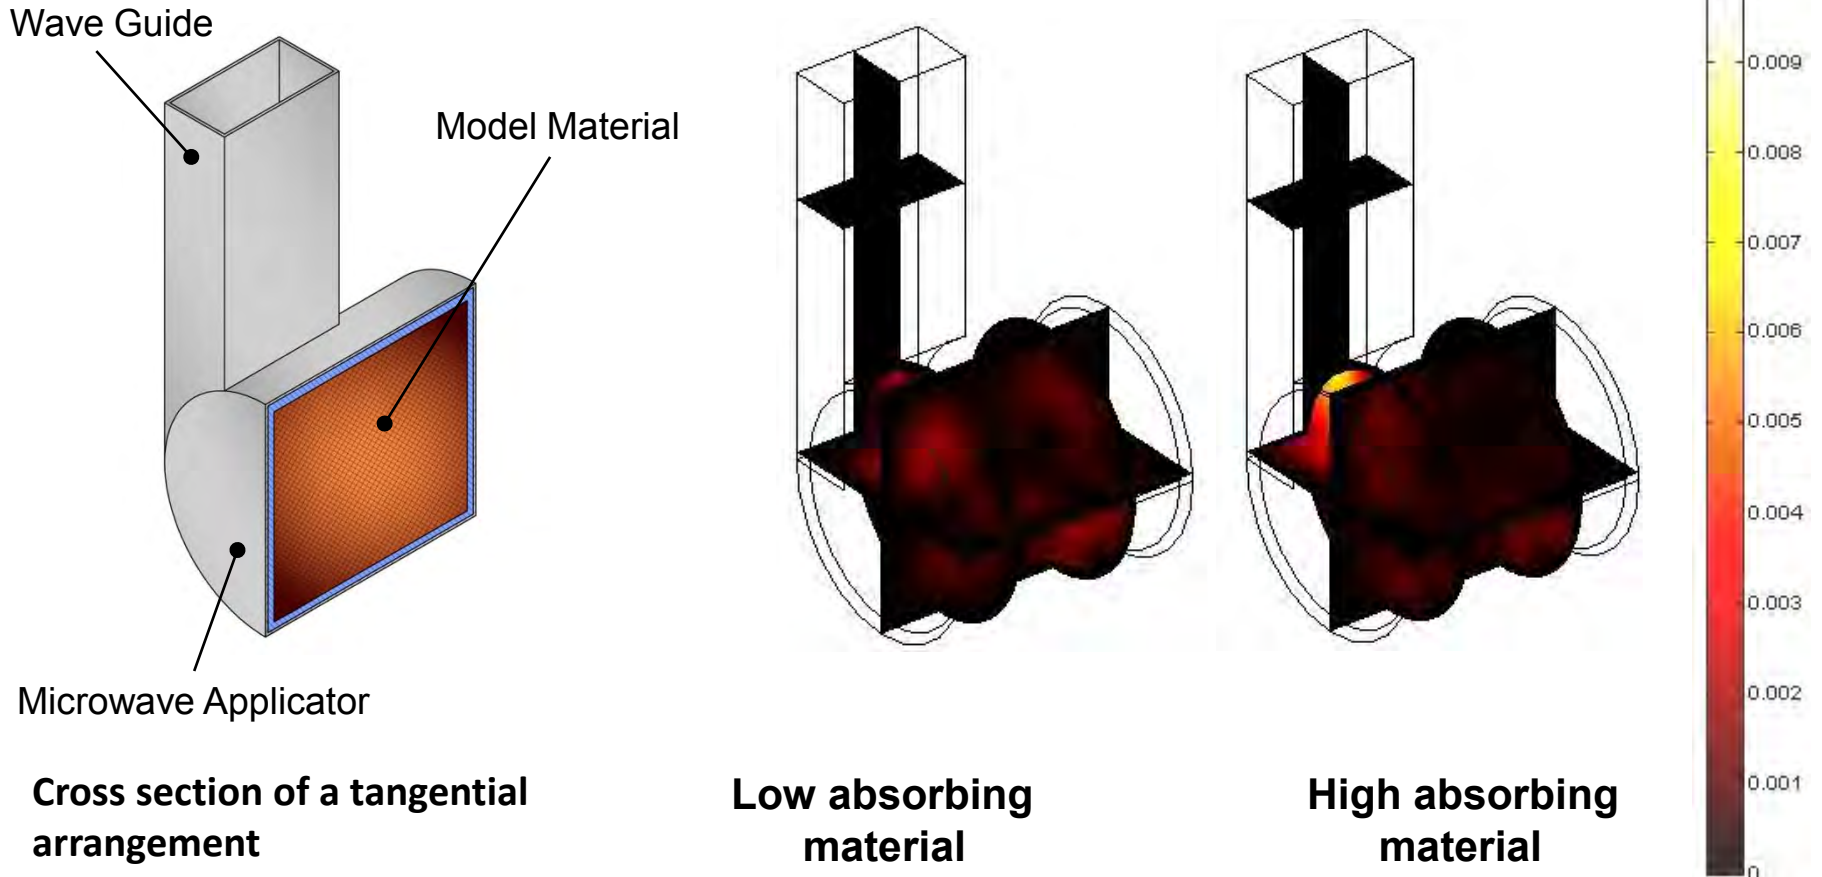 Wave Guide
Model Material
Microwave Applicator
Cross section of a tangential
arrangement
Low absorbing
material
High absorbing
material
0.009
0.008
0.007
0.006
0.005
0.004
0.003
0.002
0.001
0